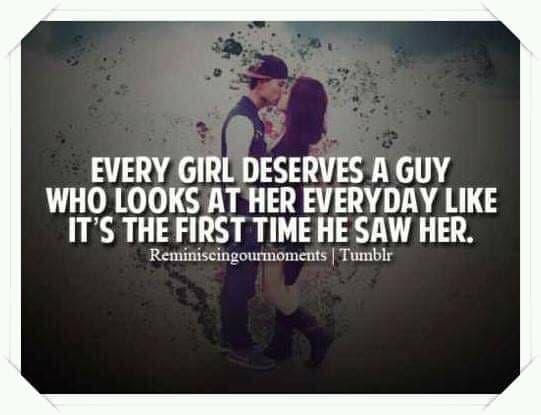 EVERY GIRL DESERVES A GUY
WHO LOOKS AT HER EVERYDAY LIKE
IT'S THE FIRST TIME HE SAW HER.
Reminiscingourmoments | Tumblr